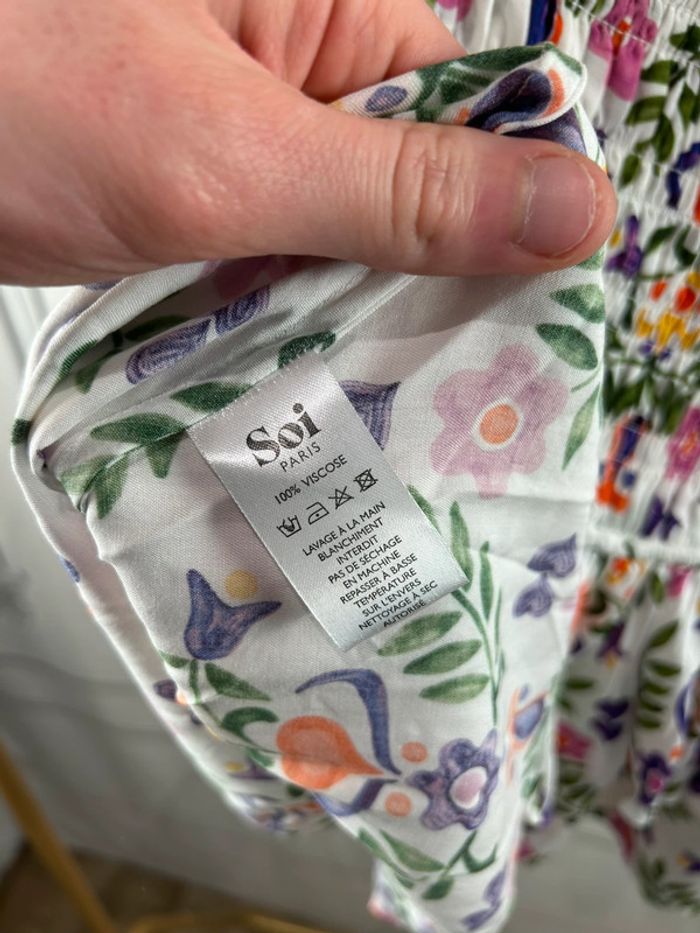 Soi
PARIS
100% VISCOSE
LAVAGE À LA MAIN
BLANCHIMENT
INTERDIT
PAS DE SÉCHAGE
EN MACHINE
REPASSER À BASSE
TEMPÉRATURE
SUR L'ENVERS
NETTOYAGE À SEC
AUTORISÉ